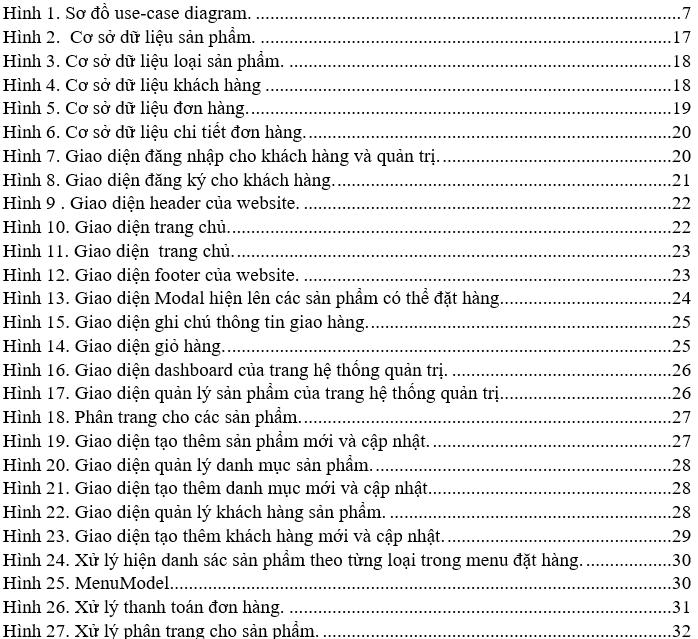 Hình 1. Sơ đồ use-case diagram. ........7
Hình 2.  Cơ sở dữ liệu sản phẩm. ........17
Hình 3. Cơ sở dữ liệu loại sản phẩm. ........18
Hình 4. Cơ sở dữ liệu khách hàng ........18
Hình 5. Cơ sở dữ liệu đơn hàng.........19
Hình 6. Cơ sở dữ liệu chi tiết đơn hàng.........20
Hình 7. Giao diện đăng nhập cho khách hàng và quản trị.........20
Hình 8. Giao diện đăng ký cho khách hàng.........21
Hình 9 . Giao diện header của website. ........22
Hình 10. Giao diện trang chủ.........22
Hình 11. Giao diện  trang chủ.........23
Hình 12. Giao diện footer của website. ........23
Hình 13. Giao diện Modal hiện lên các sản phẩm có thể đặt hàng.........24
Hình 15. Giao diện ghi chú thông tin giao hàng.........25
Hình 14. Giao diện giỏ hàng.........25
Hình 16. Giao diện dashboard của trang hệ thống quản trị. ........26
Hình 17. Giao diện quản lý sản phẩm của trang hệ thống quản trị.........26
Hình 18. Phân trang cho các sản phẩm.........27
Hình 19. Giao diện tạo thêm sản phẩm mới và cập nhật.........27
Hình 20. Giao diện quản lý danh mục sản phẩm.........28
Hình 21. Giao diện tạo thêm danh mục mới và cập nhật.........28
Hình 22. Giao diện quản lý khách hàng sản phẩm. ........28
Hình 23. Giao diện tạo thêm khách hàng mới và cập nhật.........29
Hình 24. Xử lý hiện danh sác sản phẩm theo từng loại trong menu đặt hàng.........30
Hình 25. MenuModel.........30
Hình 26. Xử lý thanh toán đơn hàng. ........31
Hình 27. Xử lý phân trang cho sản phẩm. ........32